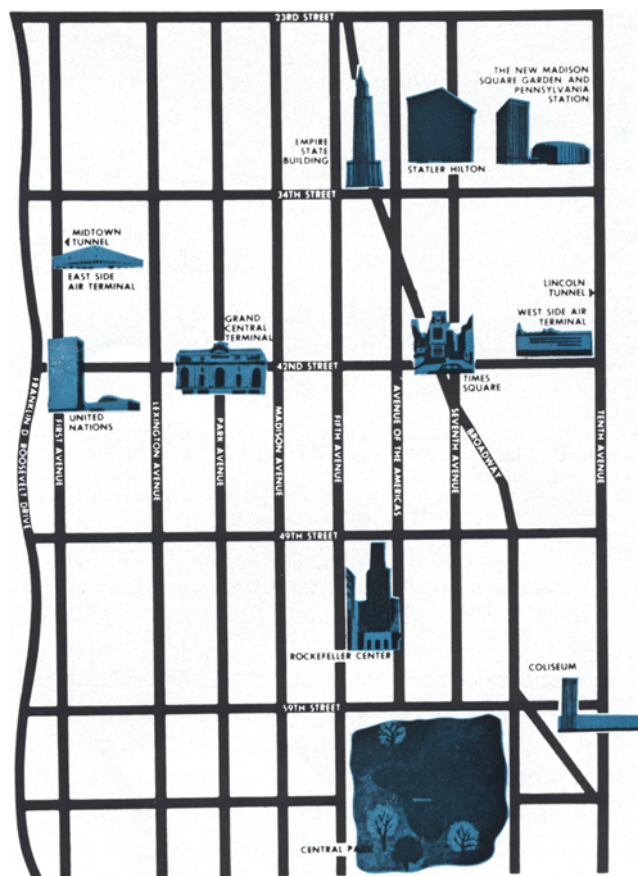 23RD STREET
THE NEW MADISON
SQUARE GARDEN AND
PENNSYLVANIA
STATION
EMPIRE
STATE
BUILDING
STATLER HILTON
34TH STREET
MIDTOWN
TUNNEL
EAST SIDE
AIR TERMINAL
LINCOLN
TUNNEL
WEST SIDE AIR
TERMINAL
GRAND
CENTRAL
TERMINAL
42ND STREET
TIMES
SQUARE
UNITED
NATIONS
FRANKLIN D. ROOSEVELT DRIVE
FIRST AVENUE
LEXINGTON AVENUE
PARK AVENUE
MADISON AVENUE
FIFTH AVENUE
AVENUE OF THE AMERICAS
SEVENTH AVENUE
BROADWAY
TENTH AVENUE
49TH STREET
ROCKEFELLER CENTER
COLISEUM
59TH STREET
CENTRAL PARK